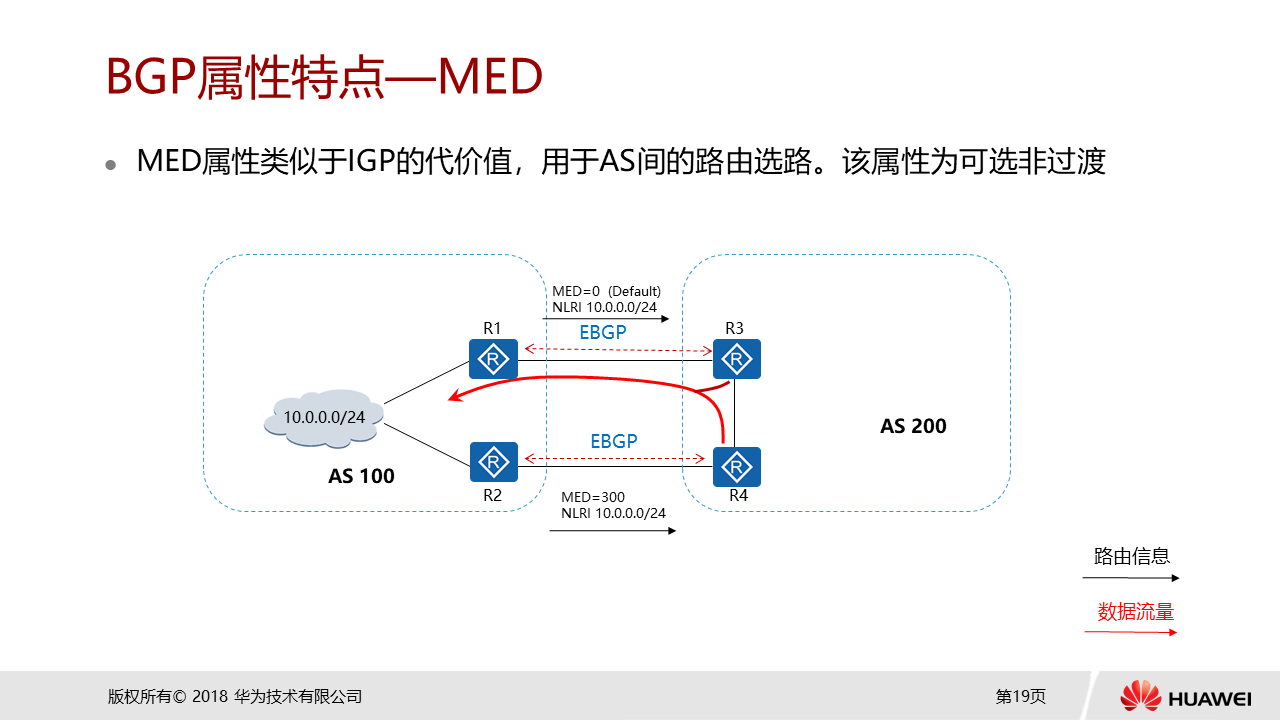 BGP属性特点—MED
MED属性类似于IGP的代价值，用于AS间的路由选路。该属性为可选非过渡
MED=0 (Default)
NLRI 10.0.0.0/24
R1
EBGP
R3
R
R
10.0.0.0/24
AS 100
AS 200
EBGP
R
R
R2
R4
MED=300
NLRI 10.0.0.0/24
路由信息
数据流量
版权所有© 2018 华为技术有限公司
第19页
HUAWEI